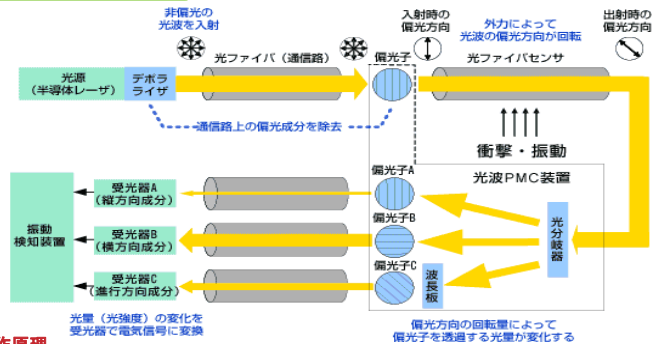 非偏光の
光波を入射
入射時の
偏光方向
外力によって
光波の偏光方向が回転
出射時の
偏光方向
光源
(半導体レーザ)
デポラ
ライザ
光ファイバ(通信路)
偏光子
光ファイバセンサ
通信路上の偏光成分を除去
衝撃・振動
光波PMC装置
振動
検知装置
受光器A
(縦方向成分)
偏光子A
受光器B
(横方向成分)
偏光子B
光分岐器
受光器C
(進行方向成分)
偏光子C
波長板
光量(光強度)の変化を
受光器で電気信号に変換
偏光方向の回転量によって
偏光子を透過する光量が変化する
原理